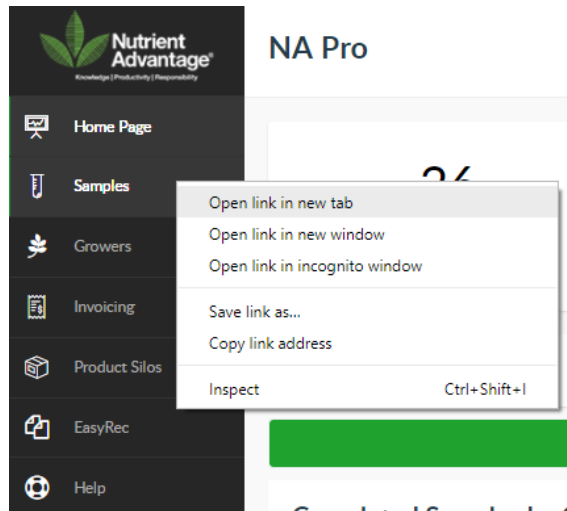 Nutrient
Advantage®
Knowledge | Productivity | Responsibility
NA Pro
Home Page
Samples
Growers
Invoicing
Product Silos
EasyRec
Help
26
Open link in new tab
Open link in new window
Open link in incognito window
Save link as...
Copy link address
Inspect Ctrl+Shift+I